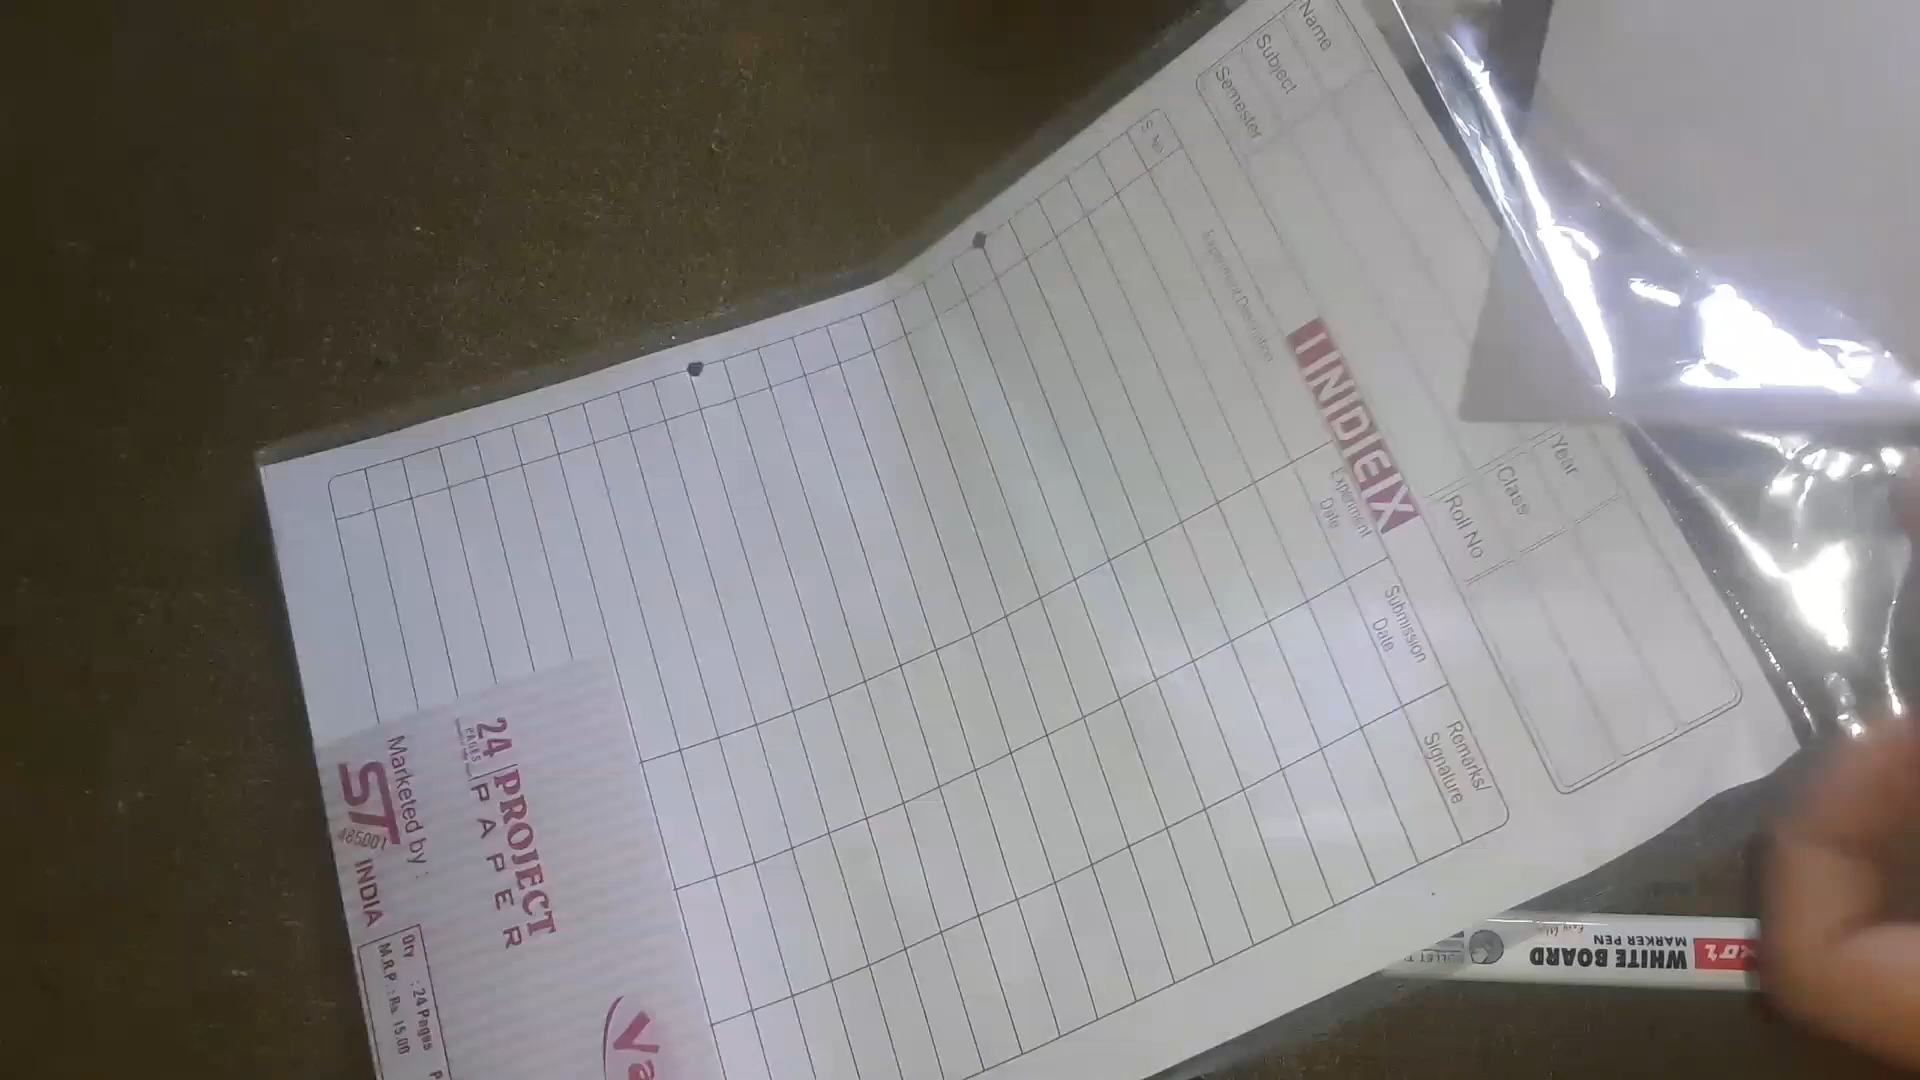 Name
Subject
Semester
Year
Class
Roll No
INDEX
S. No.
Experiment Description
Experiment
Date
Submission
Date
Remarks/
Signature
24 PROJECT
PAGES PAPER
Marketed by :
ST
485001 INDIA
Qty : 24 Pages
M.R.P. : Rs. 15.00
WHITE BOARD
MARKER PEN